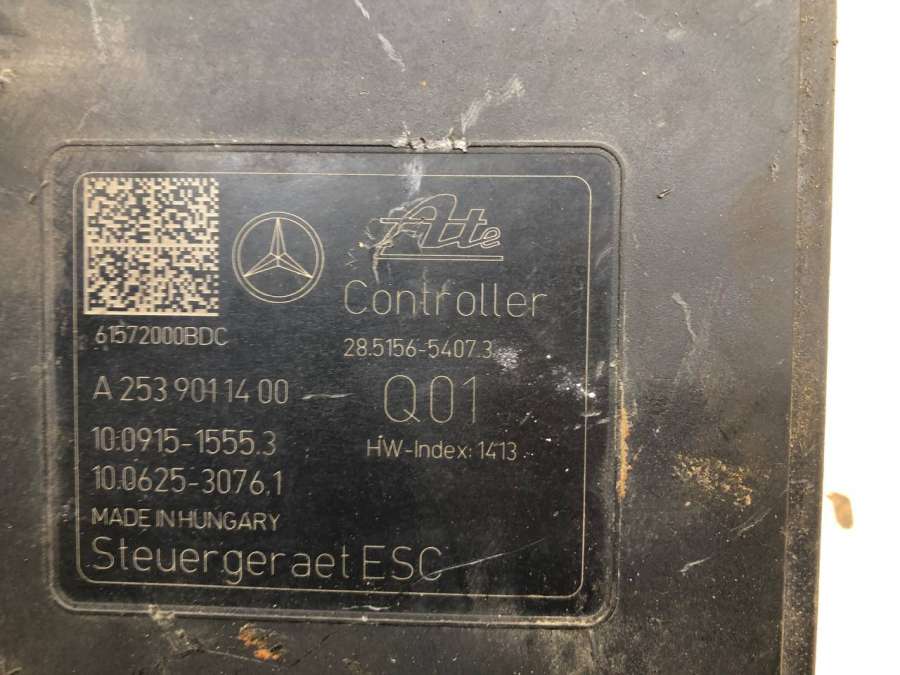 Ate
Controller
61572000BDC
28.5156-5407.3
A 253 901 14 00
Q01
10.0915-1555.3
HW-Index: 1413
10.0625-3076.1
MADE IN HUNGARY
Steuergeraet ESC